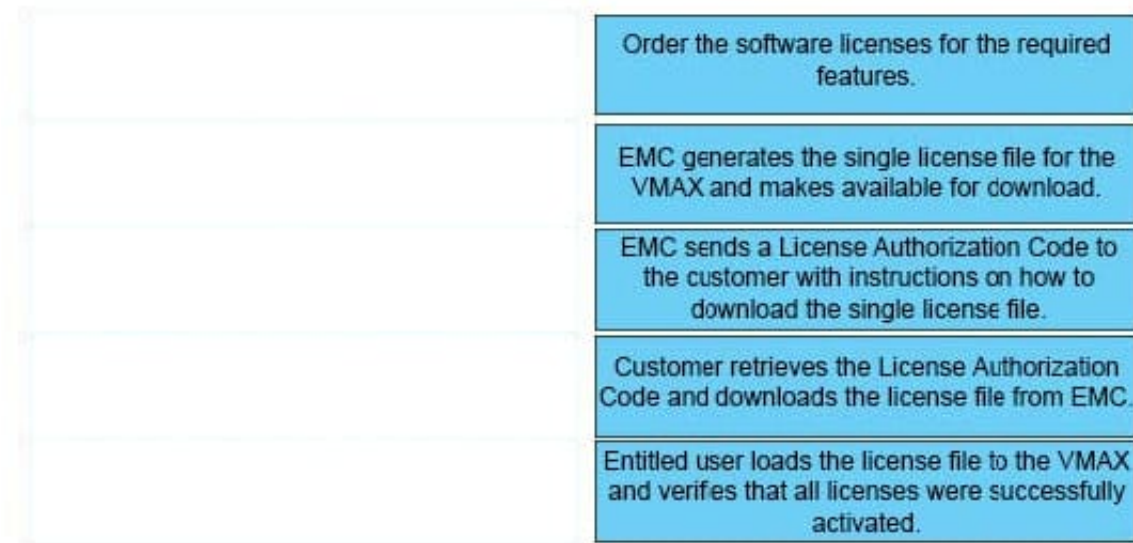 Order the software licenses for the required
features.
EMC generates the single license file for the
VMAX and makes available for download.
EMC sends a License Authorization Code to
the customer with instructions on how to
download the single license file.
Customer retrieves the License Authorization
Code and downloads the license file from EMC.
Entitled user loads the license file to the VMAX
and verifies that all licenses were successfully
activated.